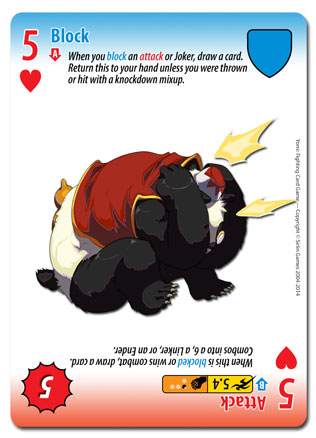 5 Block
A When you block an attack or Joker, draw a card.
Return this to your hand unless you were thrown
or hit with a knockdown mixup.
Yomi: Fighting Card Game — Copyright © Sirlin Games 2004-2014
5 Attack
B 5.4
When this is blocked or wins combat, draw a card.
Combos into a 6, a Linker, or an Ender.
5